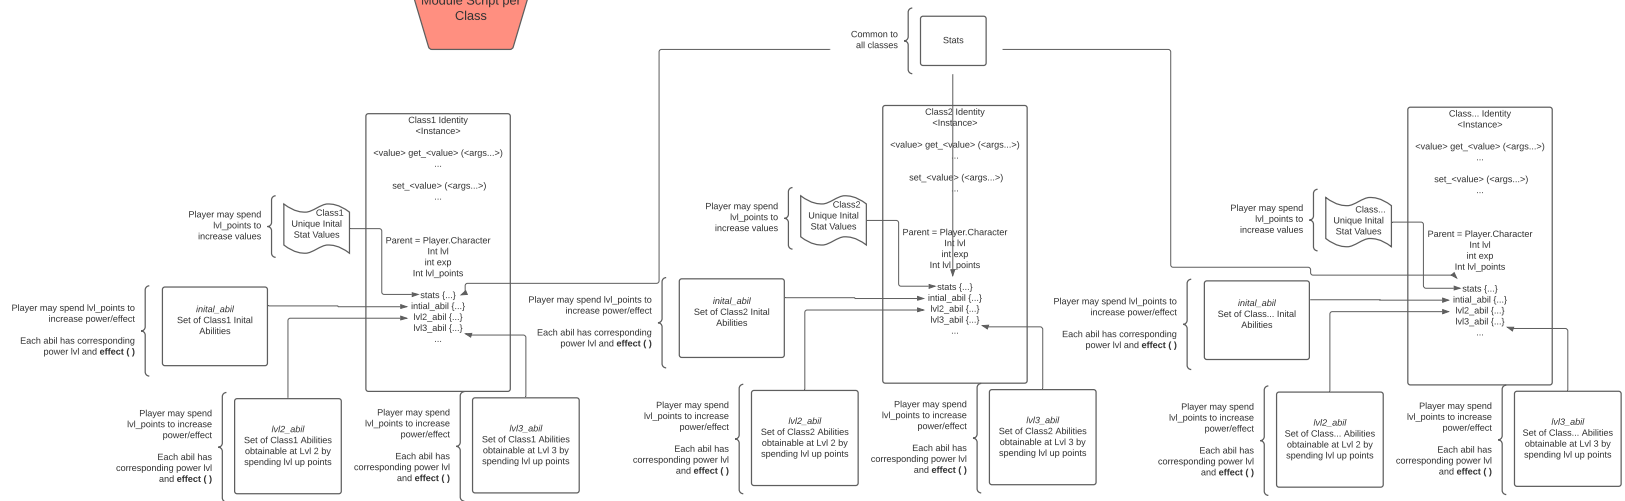 Module Script per
Class
Common to
all classes
Stats
Class1 Identity
<Instance>
<value> get_<value> (<args...>)
...
set_<value> (<args...>)
...
Parent = Player.Character
Int lvl
int exp
Int lvl_points
stats {...}
intial_abil {...}
lvl2_abil {...}
lvl3_abil {...}
...
Player may spend
lvl_points to
increase values
Class1
Unique Inital
Stat Values
Player may spend lvl_points to
increase power/effect
Each abil has corresponding
power lvl and effect ( )
inital_abil
Set of Class1 Inital
Abilities
Player may spend
lvl_points to increase
power/effect
Each abil has
corresponding power lvl
and effect ( )
lvl2_abil
Set of Class1 Abilities
obtainable at Lvl 2 by
spending lvl up points
Player may spend
lvl_points to increase
power/effect
Each abil has
corresponding power lvl
and effect ( )
lvl3_abil
Set of Class1 Abilities
obtainable at Lvl 3 by
spending lvl up points
Class2 Identity
<Instance>
<value> get_<value> (<args...>)
...
set_<value> (<args...>)
...
Parent = Player.Character
Int lvl
int exp
Int lvl_points
stats {...}
intial_abil {...}
lvl2_abil {...}
lvl3_abil {...}
...
Player may spend
lvl_points to
increase values
Class2
Unique Inital
Stat Values
Player may spend lvl_points to
increase power/effect
Each abil has corresponding
power lvl and effect ( )
inital_abil
Set of Class2 Inital
Abilities
Player may spend
lvl_points to increase
power/effect
Each abil has
corresponding power lvl
and effect ( )
lvl2_abil
Set of Class2 Abilities
obtainable at Lvl 2 by
spending lvl up points
Player may spend
lvl_points to increase
power/effect
Each abil has
corresponding power lvl
and effect ( )
lvl3_abil
Set of Class2 Abilities
obtainable at Lvl 3 by
spending lvl up points
Class... Identity
<Instance>
<value> get_<value> (<args...>)
...
set_<value> (<args...>)
...
Parent = Player.Character
Int lvl
int exp
Int lvl_points
stats {...}
intial_abil {...}
lvl2_abil {...}
lvl3_abil {...}
...
Player may spend
lvl_points to
increase values
Class...
Unique Inital
Stat Values
Player may spend lvl_points to
increase power/effect
Each abil has corresponding
power lvl and effect ( )
inital_abil
Set of Class... Inital
Abilities
Player may spend
lvl_points to increase
power/effect
Each abil has
corresponding power lvl
and effect ( )
lvl2_abil
Set of Class... Abilities
obtainable at Lvl 2 by
spending lvl up points
Player may spend
lvl_points to increase
power/effect
Each abil has
corresponding power lvl
and effect ( )
lvl3_abil
Set of Class... Abilities
obtainable at Lvl 3 by
spending lvl up points